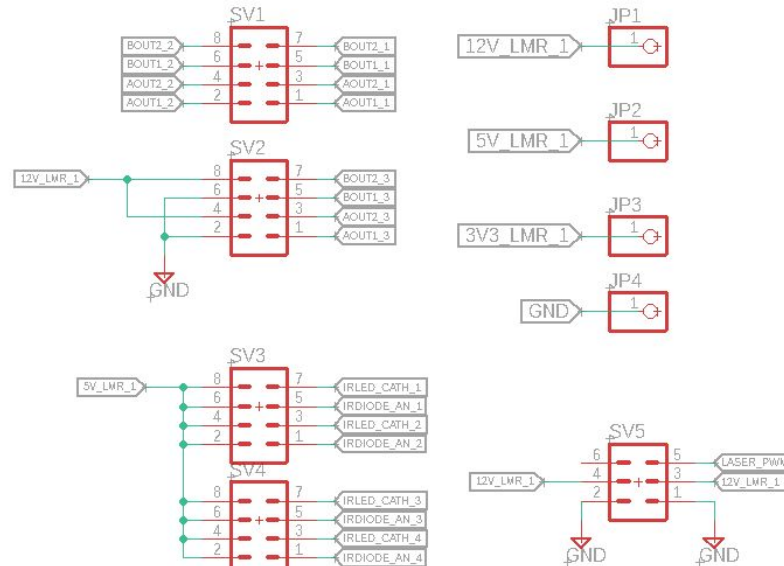 SV1
BOUT2_2 8 7 BOUT2_1
BOUT1_2 6 5 BOUT1_1
AOUT2_2 4 3 AOUT2_1
AOUT1_2 2 1 AOUT1_1
SV2
12V_LMR_1 8 7 BOUT2_3
6 5 BOUT1_3
4 3 AOUT2_3
2 1 AOUT1_3
GND
SV3
5V_LMR_1 8 7 IRLED_CATH_1
6 5 IRDIODE_AN_1
4 3 IRLED_CATH_2
2 1 IRDIODE_AN_2
SV4
8 7 IRLED_CATH_3
6 5 IRDIODE_AN_3
4 3 IRLED_CATH_4
2 1 IRDIODE_AN_4
JP1
12V_LMR_1 1
JP2
5V_LMR_1 1
JP3
3V3_LMR_1 1
JP4
GND 1
SV5
6 5 LASER_PWM
12V_LMR_1 4 3 12V_LMR_1
2 1
GND GND